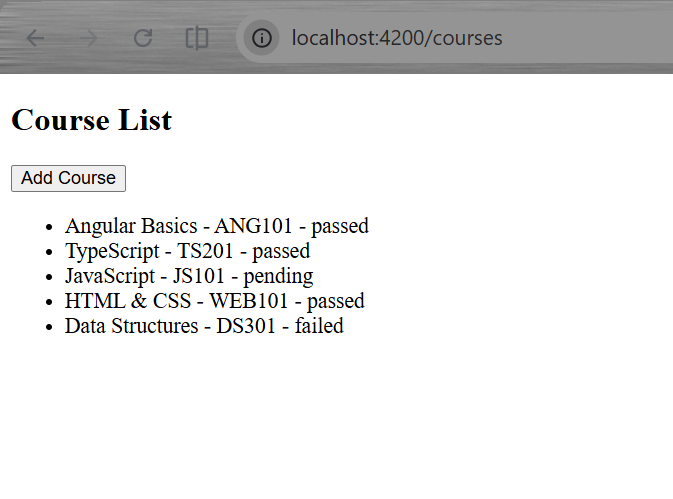 localhost:4200/courses
Course List
Add Course
• Angular Basics - ANG101 - passed
• TypeScript - TS201 - passed
• JavaScript - JS101 - pending
• HTML & CSS - WEB101 - passed
• Data Structures - DS301 - failed